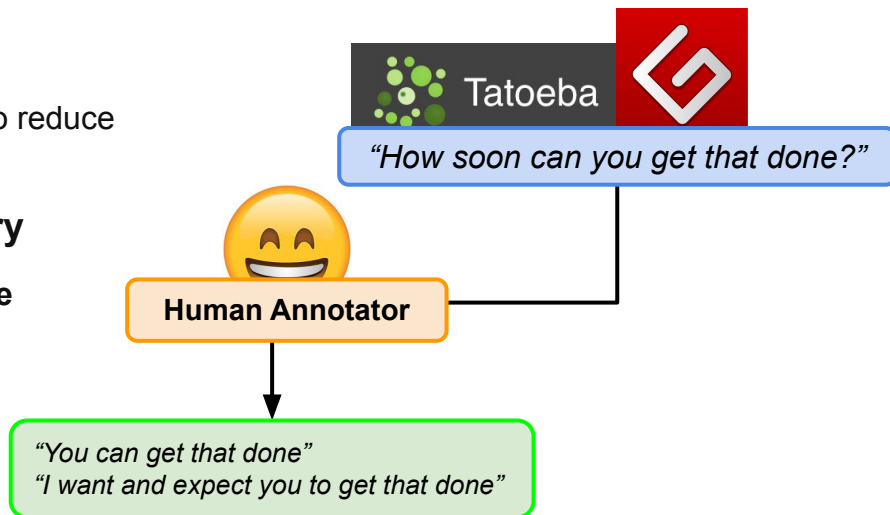 Tatoeba
o reduce
“How soon can you get that done?”
ry
e
Human Annotator
“You can get that done”
“I want and expect you to get that done”